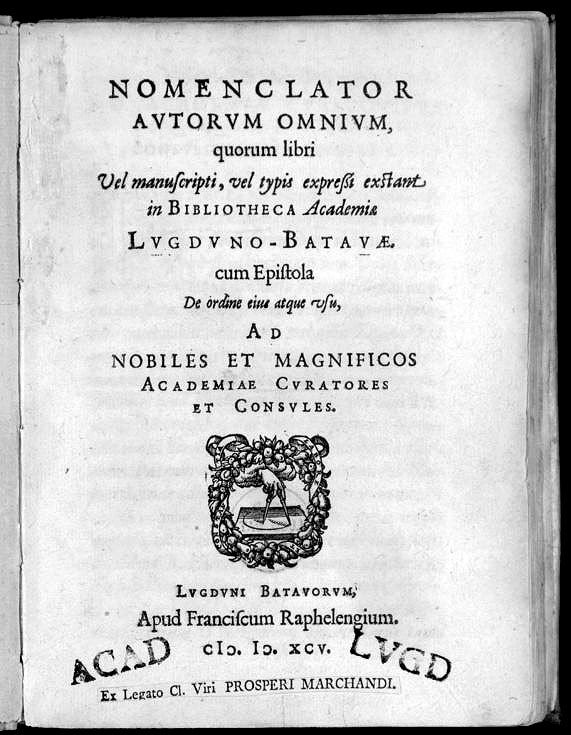 NOMENCLATOR
AVTORVM OMNIVM,
quorum libri
Vel manuſcripti, vel typis expreſſi exſtant
in BIBLIOTHECA Academiæ
LVGDVNO-BATAVÆ.
cum Epiſtola
De ordine eius atque vſu,
AD
NOBILES ET MAGNIFICOS
ACADEMIAE CVRATORES
ET CONSVLES.
LVGDVNI BATAVORVM,
Apud Franciſcum Raphelengium.
CIↃ. IↃ. XCV.
ACAD LVGD
Ex Legato Cl. Viri PROSPERI MARCHANDI.